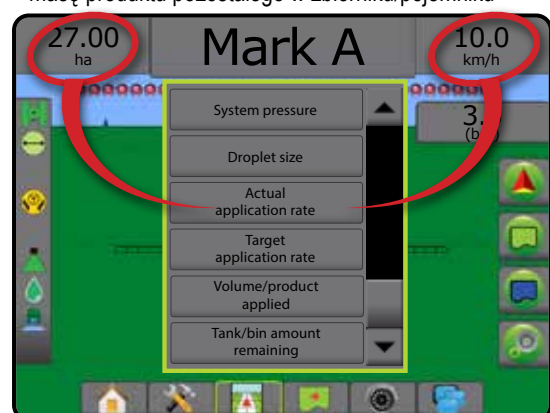 masę produktu pozostałego w zbiorniku/pojemniku
27.00
ha
Mark A
10.0
km/h
3.
(b
System pressure
Droplet size
Actual
application rate
Target
application rate
Volume/product
applied
Tank/bin amount
remaining